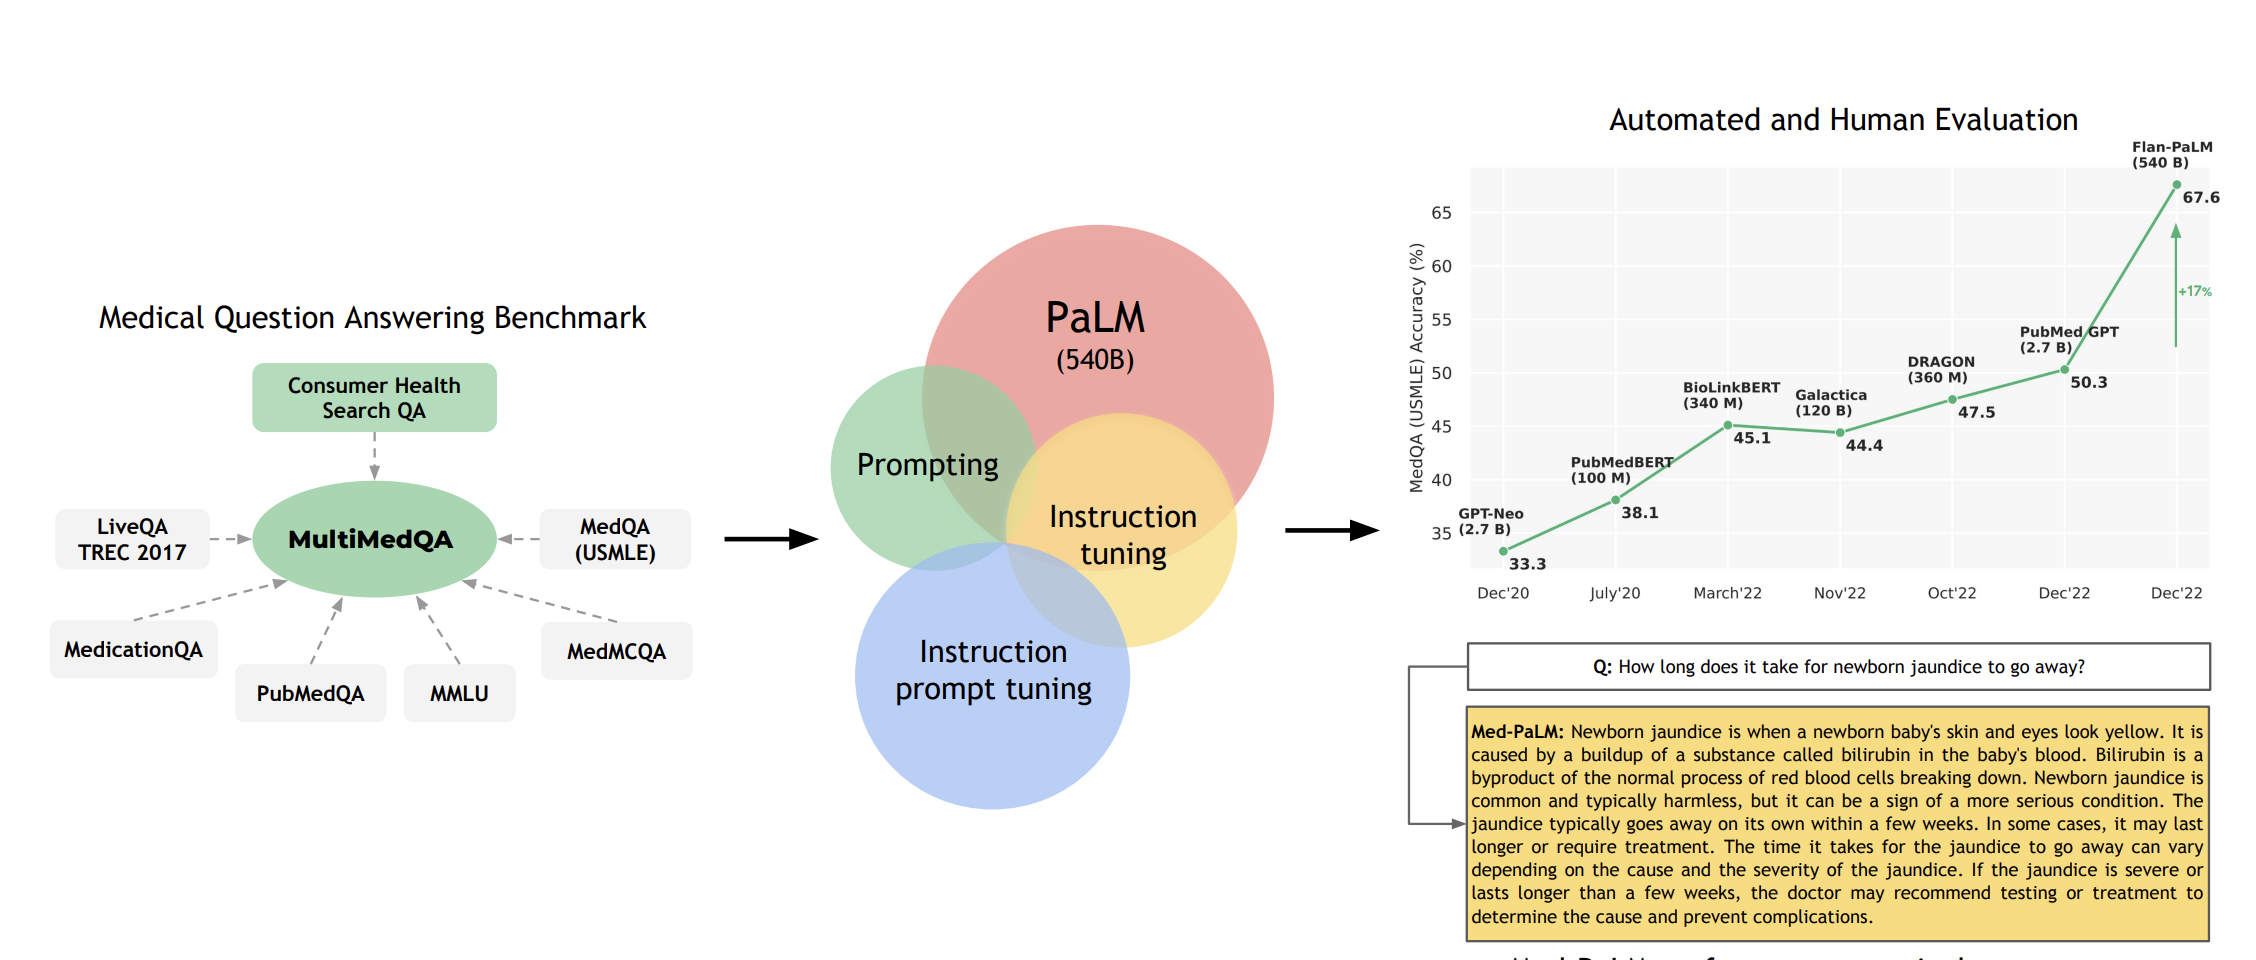 Medical Question Answering Benchmark
Consumer Health
Search QA
LiveQA
TREC 2017
MultiMedQA
MedQA
(USMLE)
MedicationQA
PubMedQA
MMLU
MedMCQA
PaLM
(540B)
Prompting
Instruction
tuning
Instruction
prompt tuning
Automated and Human Evaluation
MedQA (USMLE) Accuracy (%)
65
60
55
50
45
40
35
GPT-Neo
(2.7 B)
33.3
PubMedBERT
(100 M)
38.1
BioLinkBERT
(340 M)
45.1
Galactica
(120 B)
44.4
DRAGON
(360 M)
47.5
PubMed GPT
(2.7 B)
50.3
Flan-PaLM
(540 B)
67.6
+17%
Dec'20
July'20
March'22
Nov'22
Oct'22
Dec'22
Dec'22
Q: How long does it take for newborn jaundice to go away?
Med-PaLM: Newborn jaundice is when a newborn baby's skin and eyes look yellow. It is
caused by a buildup of a substance called bilirubin in the baby's blood. Bilirubin is a
byproduct of the normal process of red blood cells breaking down. Newborn jaundice is
common and typically harmless, but it can be a sign of a more serious condition. The
jaundice typically goes away on its own within a few weeks. In some cases, it may last
longer or require treatment. The time it takes for the jaundice to go away can vary
depending on the cause and the severity of the jaundice. If the jaundice is severe or
lasts longer than a few weeks, the doctor may recommend testing or treatment to
determine the cause and prevent complications.